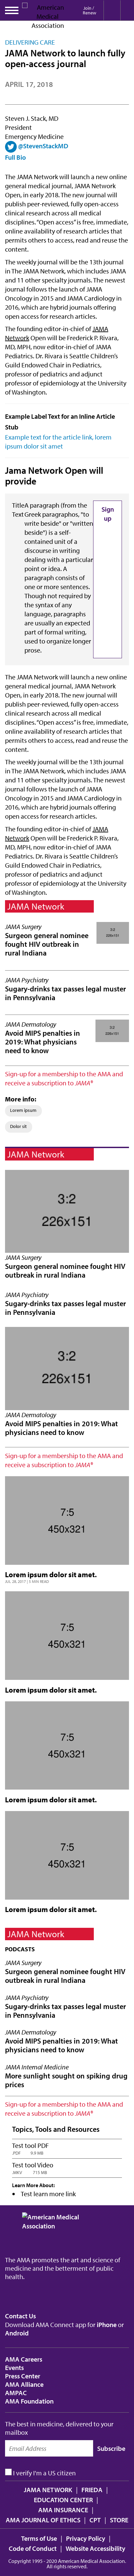 American
Medical
Association
Join /
Renew
DELIVERING CARE
JAMA Network to launch fully
open-access journal
APRIL 17, 2018
Steven J. Stack, MD
President
Emergency Medicine
@StevenStackMD
Full Bio
The JAMA Network will launch a new online
general medical journal, JAMA Network
Open, in early 2018. The new journal will
publish peer-reviewed, open-access
submissions of clinical research across all
disciplines. "Open access" is free, immediate,
online availability of research articles that
users can read, share and otherwise use their
content.
The weekly journal will be the 13th journal
in The JAMA Network, which includes JAMA
and 11 other specialty journals. The newest
journal follows the launch of JAMA
Oncology in 2015 and JAMA Cardiology in
2016, which are hybrid journals offering
open access to articles.
The founding editor-in-chief of JAMA
Network Open will be Frederick P. Rivara,
MD, MPH, now editor-in-chief of JAMA
Pediatrics. Dr. Rivara is Seattle Children's
Guild Endowed Chair in Pediatrics,
professor of pediatrics, and adjunct
professor of epidemiology at the University
of Washington.
Example Label Text for an Inline Article
Stub
Example text for the article link, lorem
ipsum dolor sit amet
Jama Network Open will
provide
TitleA paragraph (from the
Text Greek paragraphos, "to
write beside" or "written
beside") is a self-
contained unit of a
discourse in writing
dealing with a particular
point or idea. A
paragraph consists of
one or more sentences.
Though not required by
the syntax of any
language, paragraphs
are usually an expected
part of formal writing,
used to organize longer
prose.
Sign
up
The JAMA Network will launch a new online
general medical journal, JAMA Network
Open, in early 2018. The new journal will
publish peer-reviewed, open-access
submissions of clinical research across all
disciplines. "Open access" is free, immediate,
online availability of research articles that
users can read, share and otherwise use their
content.
The weekly journal will be the 13th journal
in The JAMA Network, which includes JAMA
and 11 other specialty journals. The newest
journal follows the launch of JAMA
Oncology in 2015 and JAMA Cardiology in
2016, which are hybrid journals offering
open access to articles.
The founding editor-in-chief of JAMA
Network Open will be Frederick P. Rivara,
MD, MPH, now editor-in-chief of JAMA
Pediatrics. Dr. Rivara is Seattle Children's
Guild Endowed Chair in Pediatrics,
professor of pediatrics, and adjunct
professor of epidemiology at the University
of Washington.
JAMA Network
JAMA Surgery
Surgeon general nominee
fought HIV outbreak in
rural Indiana
3:2
226x151
JAMA Psychiatry
Sugary-drinks tax passes legal muster
in Pennsylvania
JAMA Dermatology
Avoid MIPS penalties in
2019: What physicians
need to know
3:2
226x151
Sign-up for a membership to the AMA and
receive a subscription to JAMA®
More info:
Lorem ipsum
Dolor sit
JAMA Network
3:2
226x151
JAMA Surgery
Surgeon general nominee fought HIV
outbreak in rural Indiana
JAMA Psychiatry
Sugary-drinks tax passes legal muster
in Pennsylvania
3:2
226x151
JAMA Dermatology
Avoid MIPS penalties in 2019: What
physicians need to know
Sign-up for a membership to the AMA and
receive a subscription to JAMA®
7:5
450x321
Lorem ipsum dolor sit amet.
JUL 28, 2017 | 5 MIN READ
7:5
450x321
Lorem ipsum dolor sit amet.
7:5
450x321
Lorem ipsum dolor sit amet.
7:5
450x321
Lorem ipsum dolor sit amet.
JAMA Network
PODCASTS
JAMA Surgery
Surgeon general nominee fought HIV
outbreak in rural Indiana
JAMA Psychiatry
Sugary-drinks tax passes legal muster
in Pennsylvania
JAMA Dermatology
Avoid MIPS penalties in 2019: What
physicians need to know
JAMA Internal Medicine
More sunlight sought on spiking drug
prices
Sign-up for a membership to the AMA and
receive a subscription to JAMA®
Topics, Tools and Resources
Test tool PDF
Test tool Video
Learn More About:
Test learn more link
American Medical
Association
The AMA promotes the art and science of
medicine and the betterment of public
health.
Contact Us
Download AMA Connect app for iPhone or
Android
AMA Careers
Events
Press Center
AMA Alliance
AMPAC
AMA Foundation
The best in medicine, delivered to your
mailbox
Email Address
Subscribe
I verify I'm a US citizen
JAMA NETWORK | FRIEDA |
EDUCATION CENTER |
AMA INSURANCE |
AMA JOURNAL OF ETHICS | CPT | STORE
Terms of Use | Privacy Policy |
Code of Conduct | Website Accessibility
Copyright 1995 - 2020 American Medical Association.
All rights reserved.